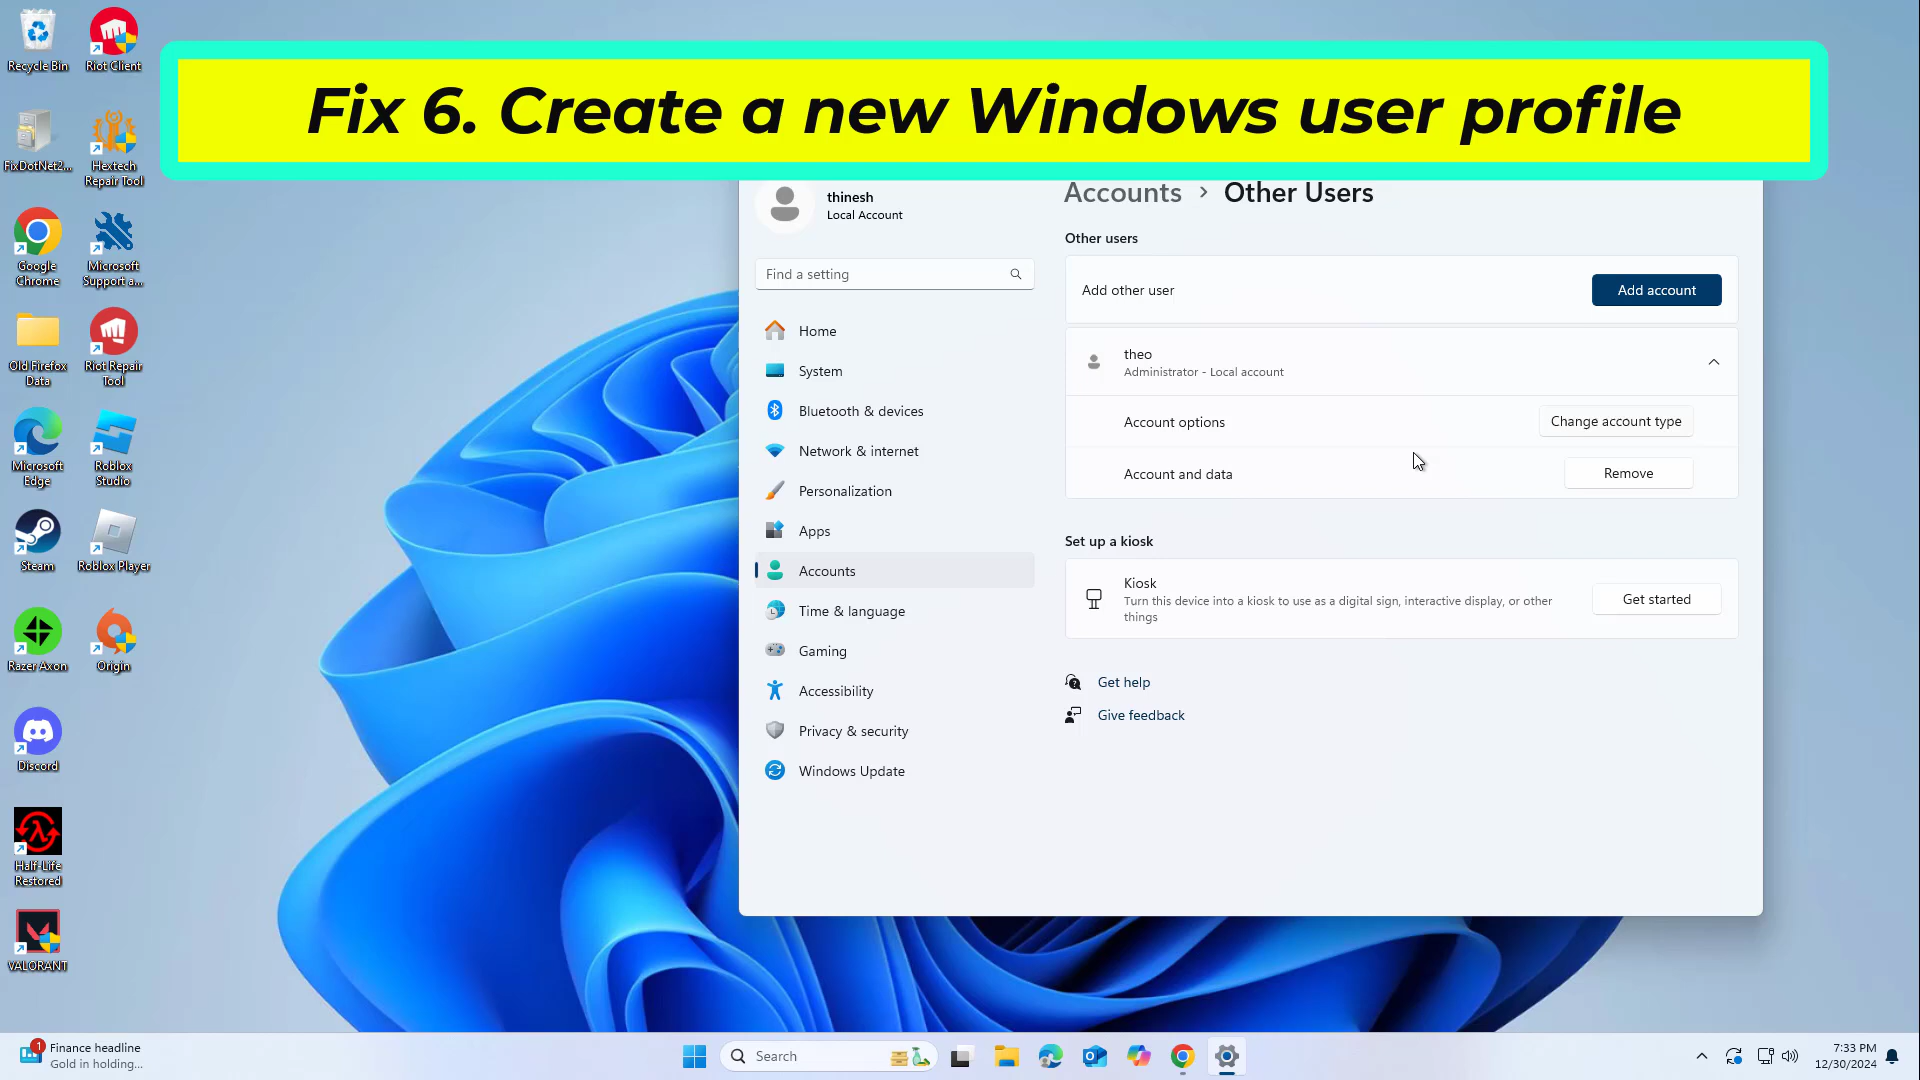 Fix 6. Create a new Windows user profile
Recycle Bin
Riot Client
FixDotNet2...
Hextech
Repair Tool
Google
Chrome
Microsoft
Support a...
Old Firefox
Data
Riot Repair
Tool
Microsoft
Edge
Roblox
Studio
Steam
Roblox Player
Razer Axon
Origin
Discord
Half-Life
Restored
VALORANT
thinesh
Local Account
Find a setting
Home
System
Bluetooth & devices
Network & internet
Personalization
Apps
Accounts
Time & language
Gaming
Accessibility
Privacy & security
Windows Update
Accounts > Other Users
Other users
Add other user
Add account
theo
Administrator - Local account
Account options
Change account type
Account and data
Remove
Set up a kiosk
Kiosk
Turn this device into a kiosk to use as a digital sign, interactive display, or other
things
Get started
Get help
Give feedback
1
Finance headline
Gold in holding...
Search
7:33 PM
12/30/2024